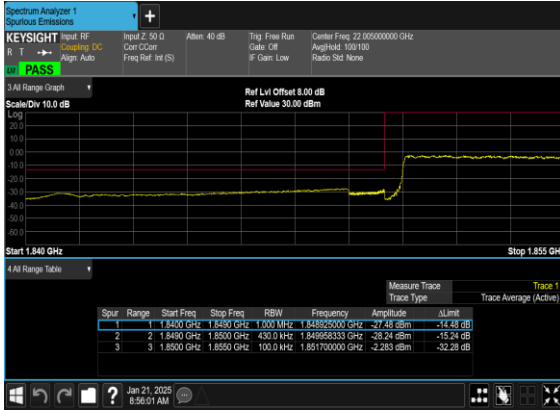 Spectrum Analyzer 1
Spurious Emissions
+
KEYSIGHT Input: RF Input Z: 50 Ω Atten: 40 dB Trig: Free Run Center Freq: 22.005000000 GHz
R T Coupling: DC Corr CCorr Gate: Off Avg|Hold: 100/100
Align: Auto Freq Ref: Int (S) IF Gain: Low Radio Std: None
PASS
3 All Range Graph Ref Lvl Offset 8.00 dB
Scale/Div 10.0 dB Ref Value 30.00 dBm
Log
20.0
10.0
0.00
-10.0
-20.0
-30.0
-40.0
-50.0
-60.0
Start 1.840 GHz Stop 1.855 GH
4 All Range Table
Measure Trace Trace 1
Trace Type Trace Average (Active)
Spur Range Start Freq Stop Freq RBW Frequency Amplitude ΔLimit
1 1 1.8400 GHz 1.8490 GHz 1.000 MHz 1.848925000 GHz -27.48 dBm -14.48 dB
2 2 1.8490 GHz 1.8500 GHz 430.0 kHz 1.849958333 GHz -28.24 dBm -15.24 dB
3 3 1.8500 GHz 1.8550 GHz 100.0 kHz 1.851700000 GHz -2.283 dBm -32.28 dB
? Jan 21, 2025
8:56:01 AM